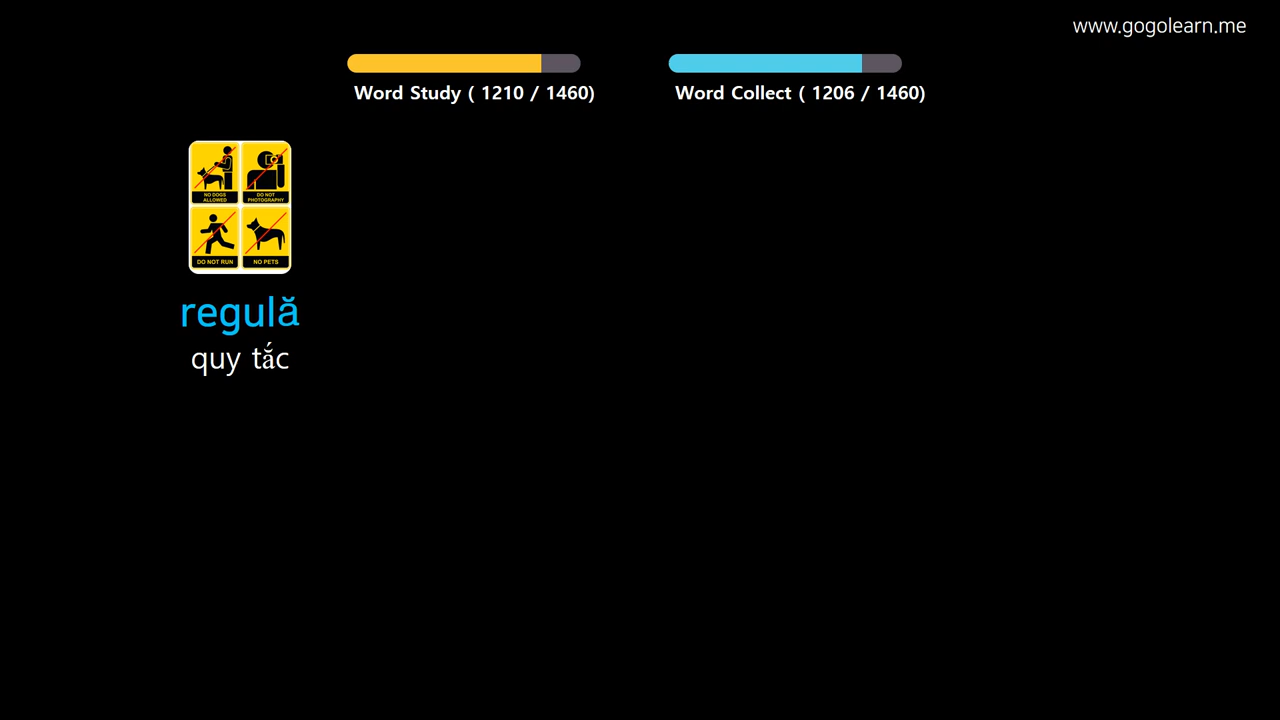 www.gogolearn.me
Word Study ( 1210 / 1460)
Word Collect ( 1206 / 1460)
NO DOGS
ALLOWED
DO NOT
PHOTOGRAPHY
DO NOT RUN
NO PETS
regulă
quy tắc